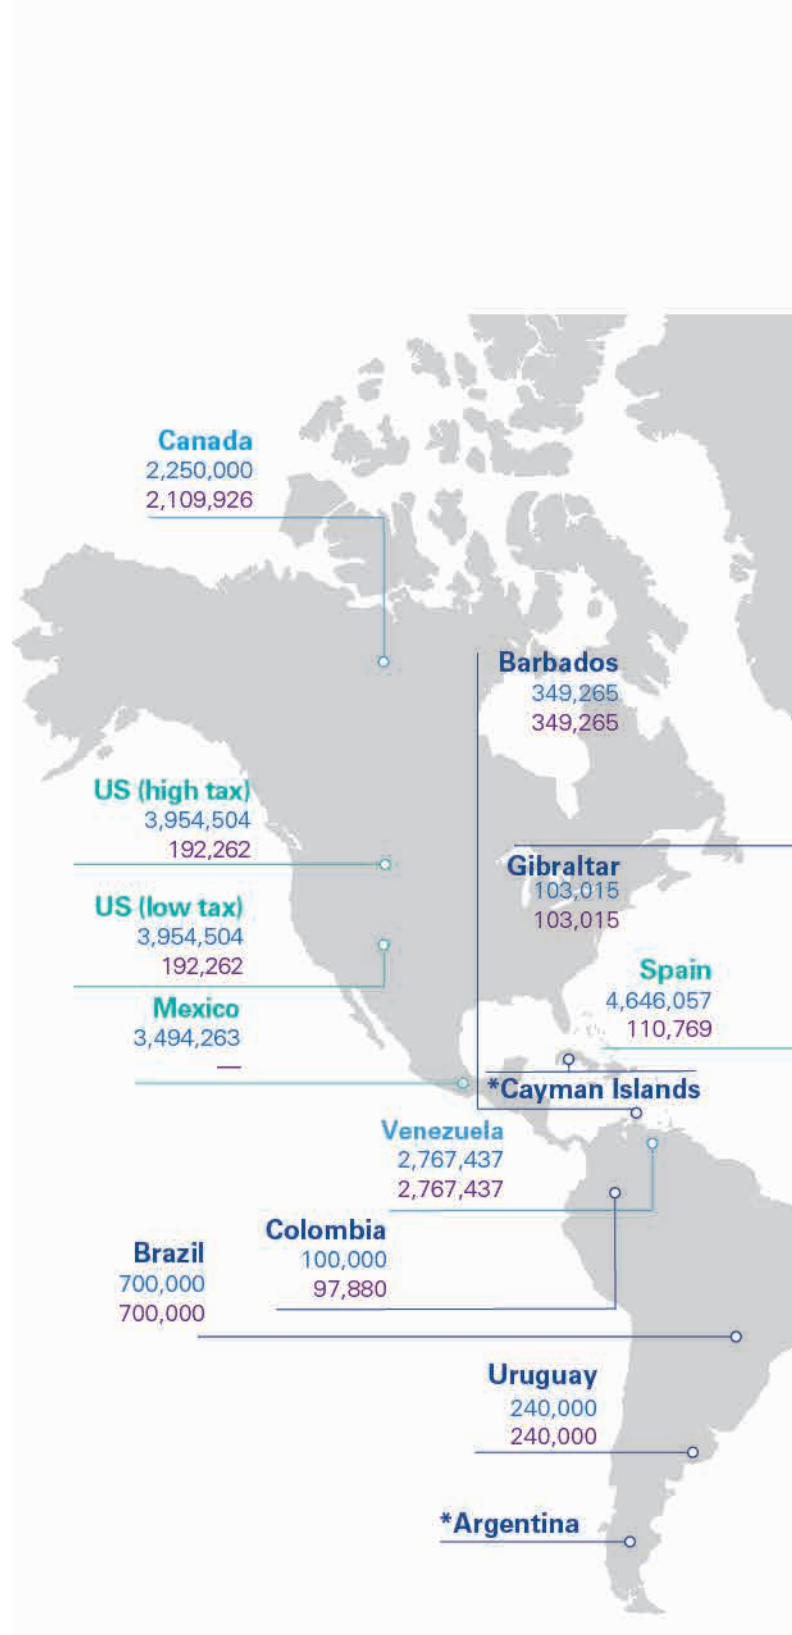 Canada
2,250,000
2,109,926
Barbados
349,265
349,265
US (high tax)
3,954,504
192,262
Gibraltar
103,015
103,015
US (low tax)
3,954,504
192,262
Spain
4,646,057
110,769
Mexico
3,494,263
—
*Cayman Islands
Venezuela
2,767,437
2,767,437
Colombia
100,000
97,880
Brazil
700,000
700,000
Uruguay
240,000
240,000
*Argentina